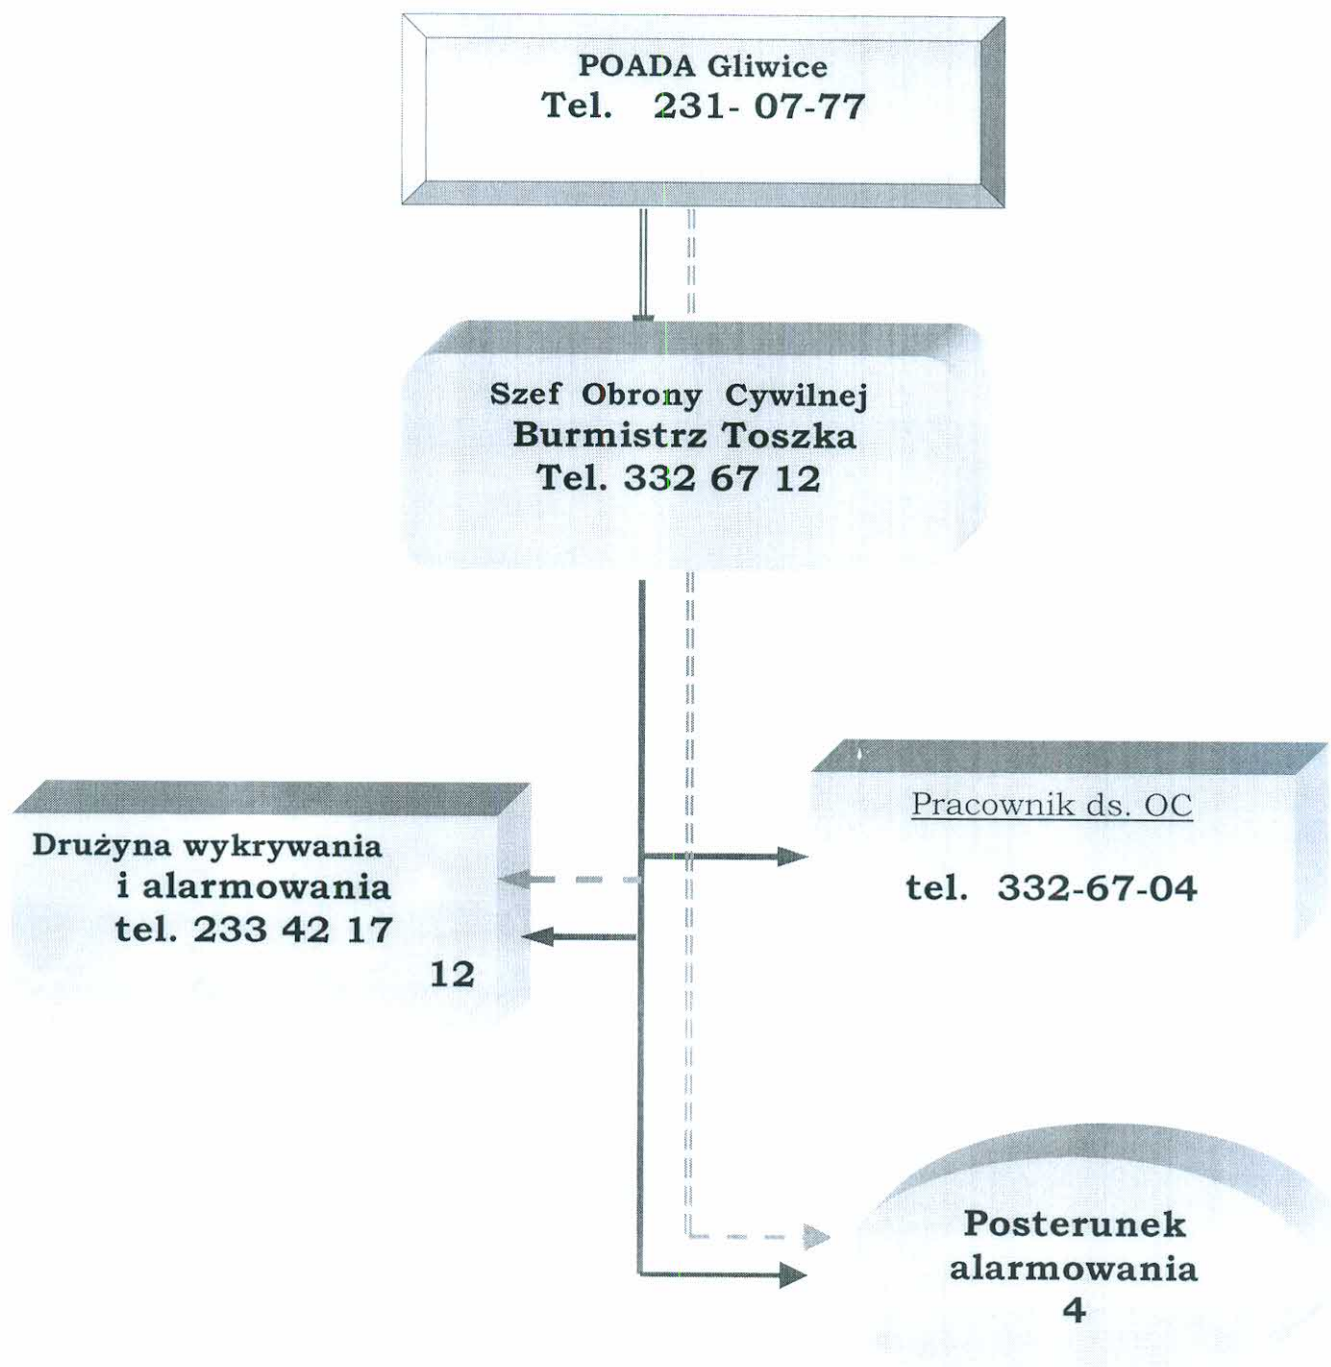 POADA Gliwice
Tel. 231- 07-77
Szef Obrony Cywilnej
Burmistrz Toszka
Tel. 332 67 12
Drużyna wykrywania
i alarmowania
tel. 233 42 17
12
Pracownik ds. OC
tel. 332-67-04
Posterunek
alarmowania
4